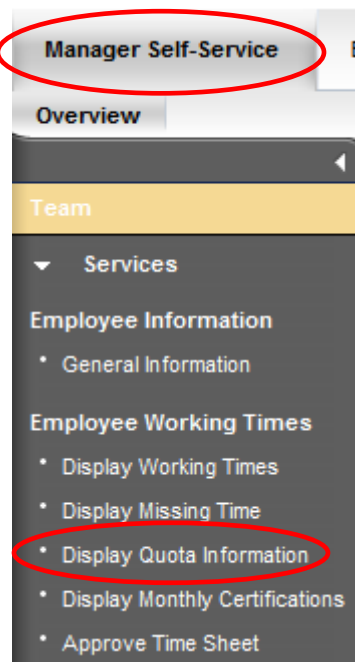 Manager Self-Service
Overview
Team
Services
Employee Information
General Information
Employee Working Times
Display Working Times
Display Missing Time
Display Quota Information
Display Monthly Certifications
Approve Time Sheet